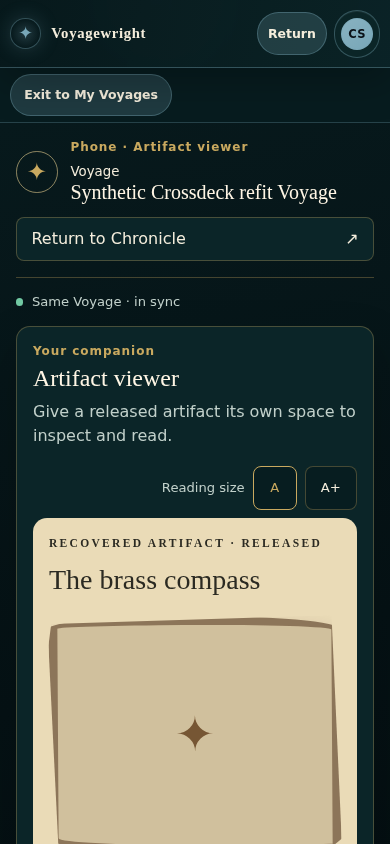 Voyagewright
Return
CS
Exit to My Voyages
Phone · Artifact viewer
Voyage
Synthetic Crossdeck refit Voyage
Return to Chronicle ↗
Same Voyage · in sync
Your companion
Artifact viewer
Give a released artifact its own space to
inspect and read.
Reading size A A+
RECOVERED ARTIFACT · RELEASED
The brass compass